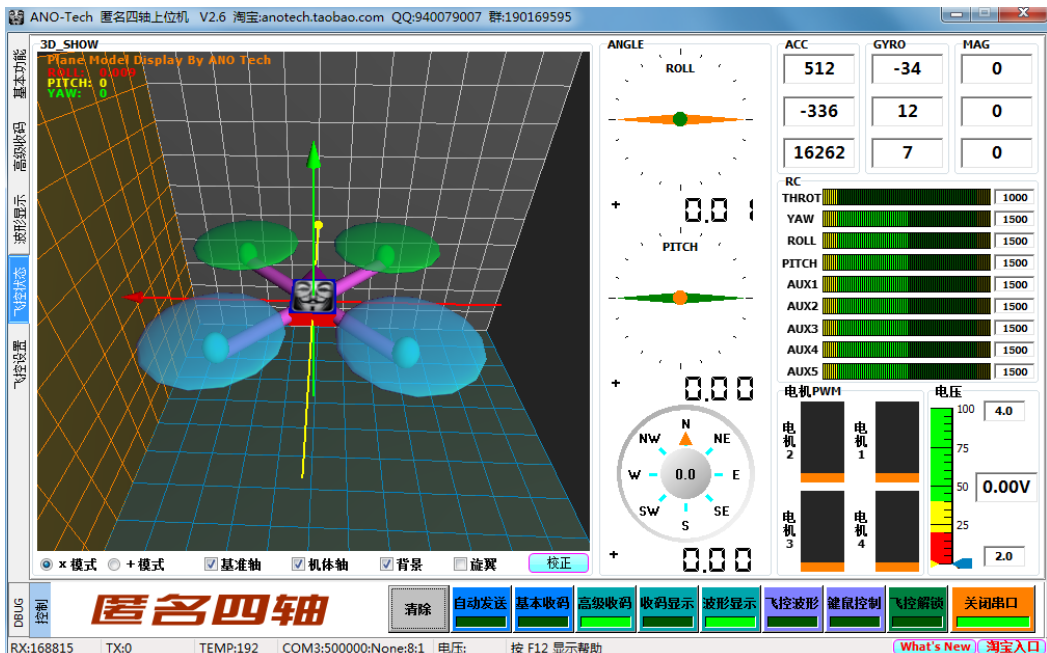 ANO-Tech 匿名四轴上位机 V2.6 淘宝:anotech.taobao.com QQ:940079007 群:190169595
基本功能
高级收码
波形显示
飞控状态
飞控设置
3D_SHOW
Plane Model Display By ANO Tech
ROLL: 0.009
PITCH: 0
YAW: 0
ANGLE
ROLL
+ 0.01
PITCH
+ 0.00
N
NW NE
W 0.0 E
SW SE
S
+ 0.00
ACC GYRO MAG
512 -34 0
-336 12 0
16262 7 0
RC
THROT 1000
YAW 1500
ROLL 1500
PITCH 1500
AUX1 1500
AUX2 1500
AUX3 1500
AUX4 1500
AUX5 1500
电机PWM
电机2
电机1
电机3
电机4
电压
100 4.0
75
50 0.00V
25
2.0
x 模式 + 模式 基准轴 机体轴 背景 旋翼 校正
DBUG
控制
匿名四轴
清除 自动发送 基本收码 高级收码 收码显示 波形显示 飞控波形 键鼠控制 飞控解锁 关闭串口
RX:168815 TX:0 TEMP:192 COM3:500000:None:8:1 电压: 按 F12 显示帮助 What's New 淘宝入口